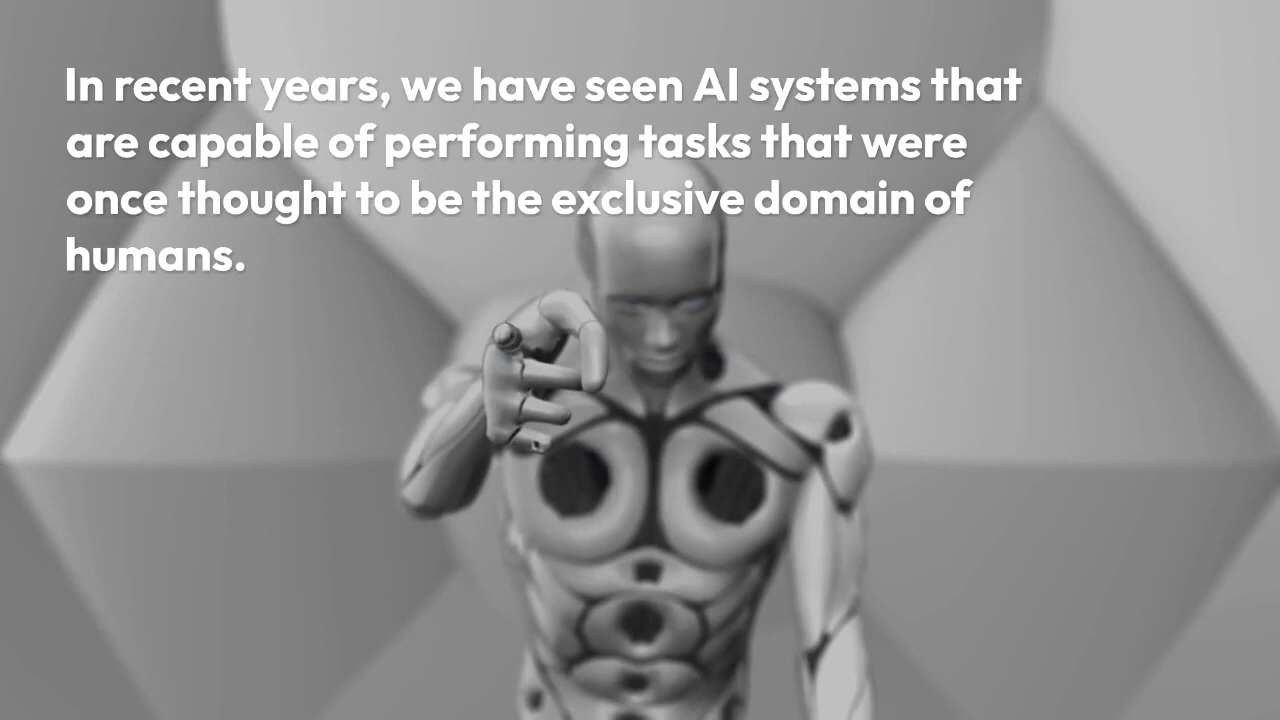 In recent years, we have seen AI systems that
are capable of performing tasks that were
once thought to be the exclusive domain of
humans.